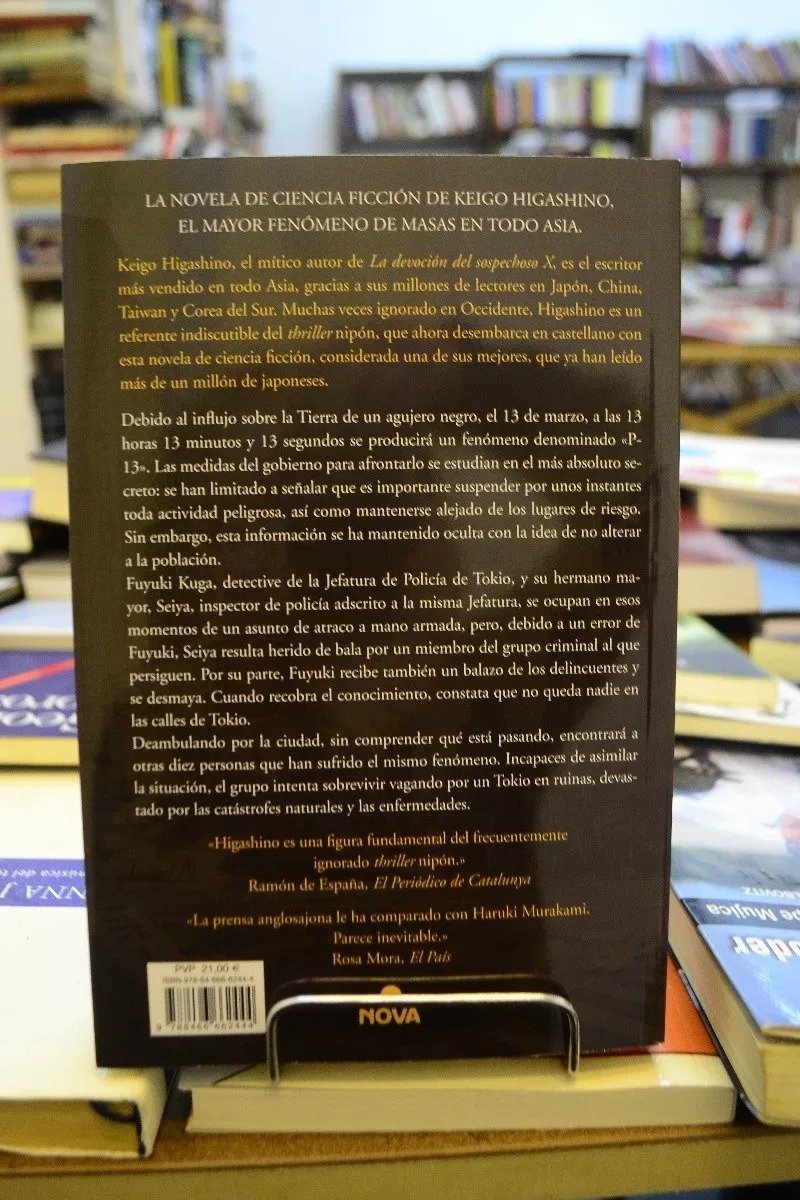 LA NOVELA DE CIENCIA FICCIÓN DE KEIGO HIGASHINO,
EL MAYOR FENÓMENO DE MASAS EN TODO ASIA.
Keigo Higashino, el mítico autor de La devoción del sospechoso X, es el escritor
más vendido en todo Asia, gracias a sus millones de lectores en Japón, China,
Taiwan y Corea del Sur. Muchas veces ignorado en Occidente, Higashino es un
referente indiscutible del thriller nipón, que ahora desembarca en castellano con
esta novela de ciencia ficción, considerada una de sus mejores, que ya han leído
más de un millón de japoneses.
Debido al influjo sobre la Tierra de un agujero negro, el 13 de marzo, a las 13
horas 13 minutos y 13 segundos se producirá un fenómeno denominado «P-
13». Las medidas del gobierno para afrontarlo se estudian en el más absoluto se-
creto: se han limitado a señalar que es importante suspender por unos instantes
toda actividad peligrosa, así como mantenerse alejado de los lugares de riesgo.
Sin embargo, esta información se ha mantenido oculta con la idea de no alterar
a la población.
Fuyuki Kuga, detective de la Jefatura de Policía de Tokio, y su hermano ma-
yor, Seiya, inspector de policía adscrito a la misma Jefatura, se ocupan en esos
momentos de un asunto de atraco a mano armada, pero, debido a un error de
Fuyuki, Seiya resulta herido de bala por un miembro del grupo criminal al que
persiguen. Por su parte, Fuyuki recibe también un balazo de los delincuentes y
se desmaya. Cuando recobra el conocimiento, constata que no queda nadie en
las calles de Tokio.
Deambulando por la ciudad, sin comprender qué está pasando, encontrará a
otras diez personas que han sufrido el mismo fenómeno. Incapaces de asimilar
la situación, el grupo intenta sobrevivir vagando por un Tokio en ruinas, devas-
tado por las catástrofes naturales y las enfermedades.
«Higashino es una figura fundamental del frecuentemente
ignorado thriller nipón.»
Ramón de España, El Periódico de Catalunya
«La prensa anglosajona le ha comparado con Haruki Murakami.
Parece inevitable.»
Rosa Mora, El País
PVP 21,00 €
ISBN 978-84-666-6244-4
9 788466 662444
NOVA
pe Mujica
oder